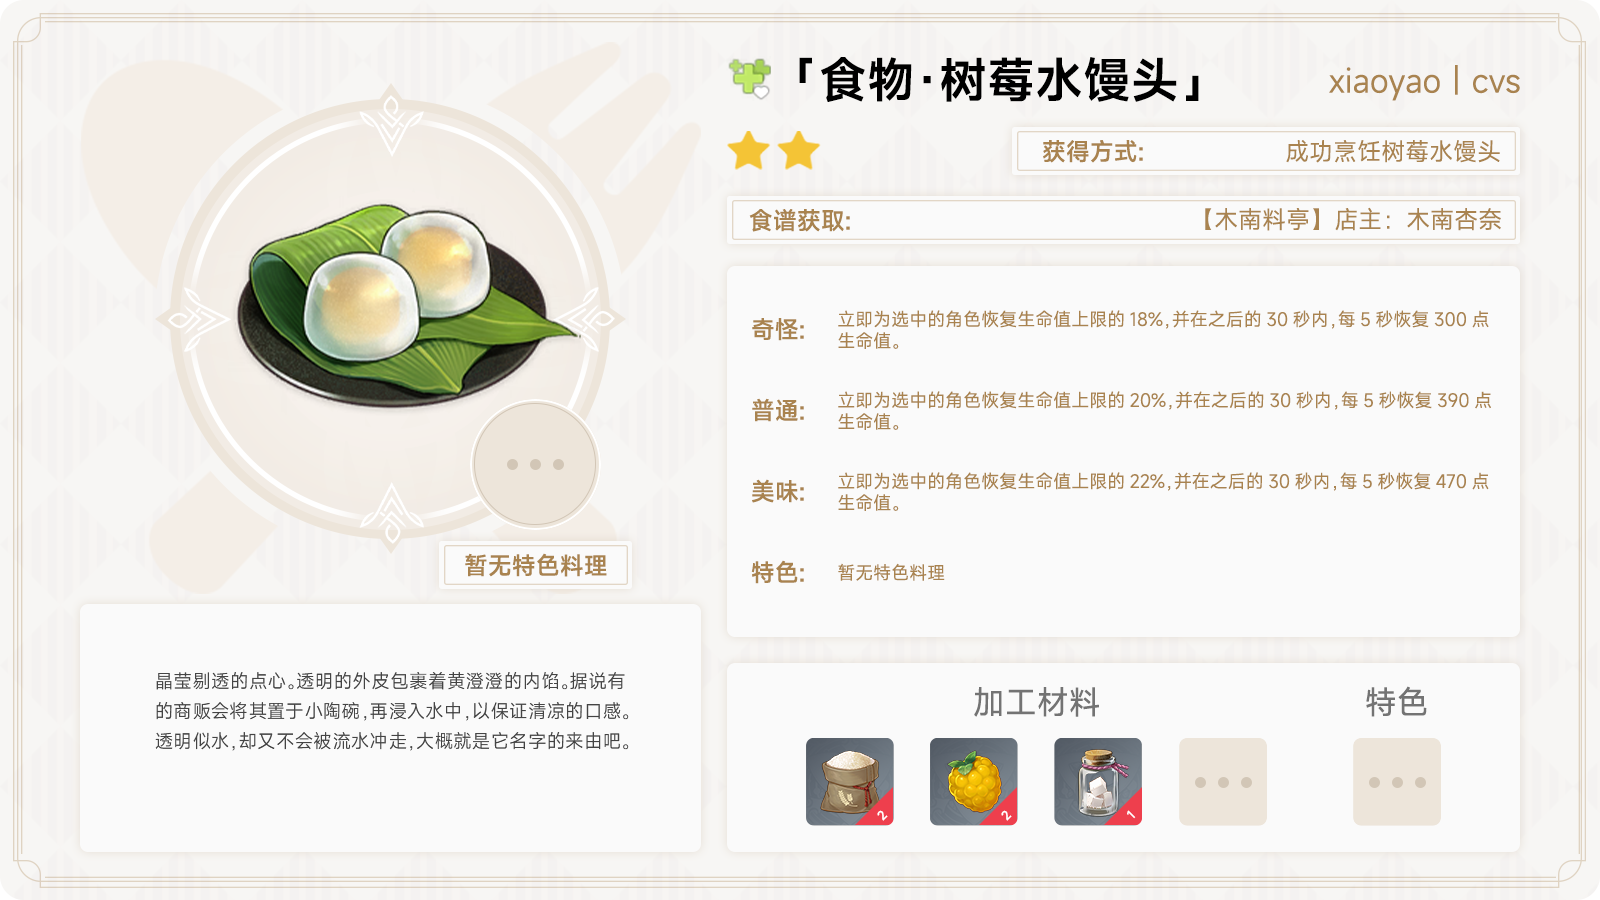 「食物·树莓水馒头」
xiaoyao | cvs
获得方式: 成功烹饪树莓水馒头
食谱获取: 【木南料亭】店主：木南杏奈
奇怪: 立即为选中的角色恢复生命值上限的 18%,并在之后的 30 秒内,每 5 秒恢复 300 点
生命值。
普通: 立即为选中的角色恢复生命值上限的 20%,并在之后的 30 秒内,每 5 秒恢复 390 点
生命值。
美味: 立即为选中的角色恢复生命值上限的 22%,并在之后的 30 秒内,每 5 秒恢复 470 点
生命值。
特色: 暂无特色料理
暂无特色料理
晶莹剔透的点心。透明的外皮包裹着黄澄澄的内馅。据说有
的商贩会将其置于小陶碗,再浸入水中,以保证清凉的口感。
透明似水,却又不会被流水冲走,大概就是它名字的来由吧。
加工材料 特色
2 2 1